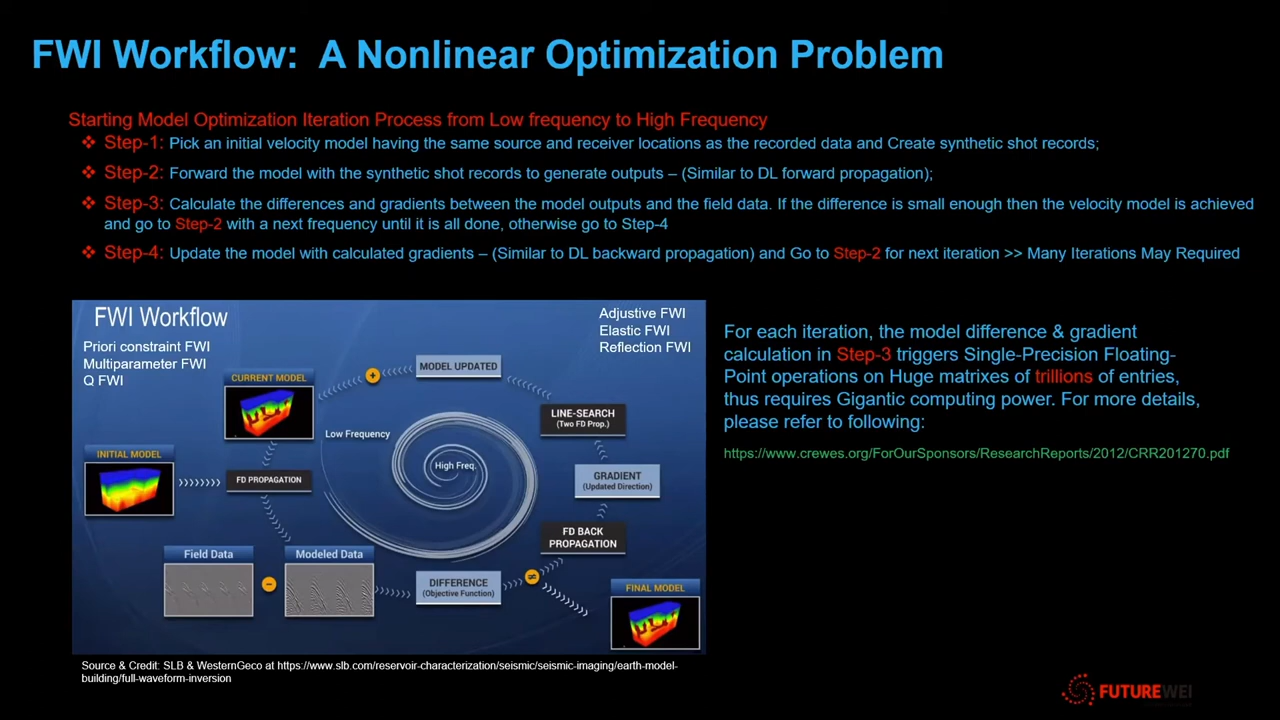 FWI Workflow:  A Nonlinear Optimization Problem
Starting Model Optimization Iteration Process from Low frequency to High Frequency
❖ Step-1: Pick an initial velocity model having the same source and receiver locations as the recorded data and Create synthetic shot records;
❖ Step-2: Forward the model with the synthetic shot records to generate outputs – (Similar to DL forward propagation);
❖ Step-3: Calculate the differences and gradients between the model outputs and the field data. If the difference is small enough then the velocity model is achieved
and go to Step-2 with a next frequency until it is all done, otherwise go to Step-4
❖ Step-4: Update the model with calculated gradients – (Similar to DL backward propagation) and Go to Step-2 for next iteration >> Many Iterations May Required
FWI Workflow
Priori constraint FWI
Multiparameter FWI
Q FWI
Adjustive FWI
Elastic FWI
Reflection FWI
MODEL UPDATED
+
CURRENT MODEL
LINE-SEARCH
(Two FD Prop.)
Low Frequency
High Freq.
INITIAL MODEL
FD PROPAGATION
GRADIENT
(Updated Direction)
FD BACK
PROPAGATION
Field Data
−
Modeled Data
DIFFERENCE
(Objective Function)
≠
FINAL MODEL
Source & Credit: SLB & WesternGeco at https://www.slb.com/reservoir-characterization/seismic/seismic-imaging/earth-model-
building/full-waveform-inversion
For each iteration, the model difference & gradient
calculation in Step-3 triggers Single-Precision Floating-
Point operations on Huge matrixes of trillions of entries,
thus requires Gigantic computing power. For more details,
please refer to following:
https://www.crewes.org/ForOurSponsors/ResearchReports/2012/CRR201270.pdf
FUTUREWEI